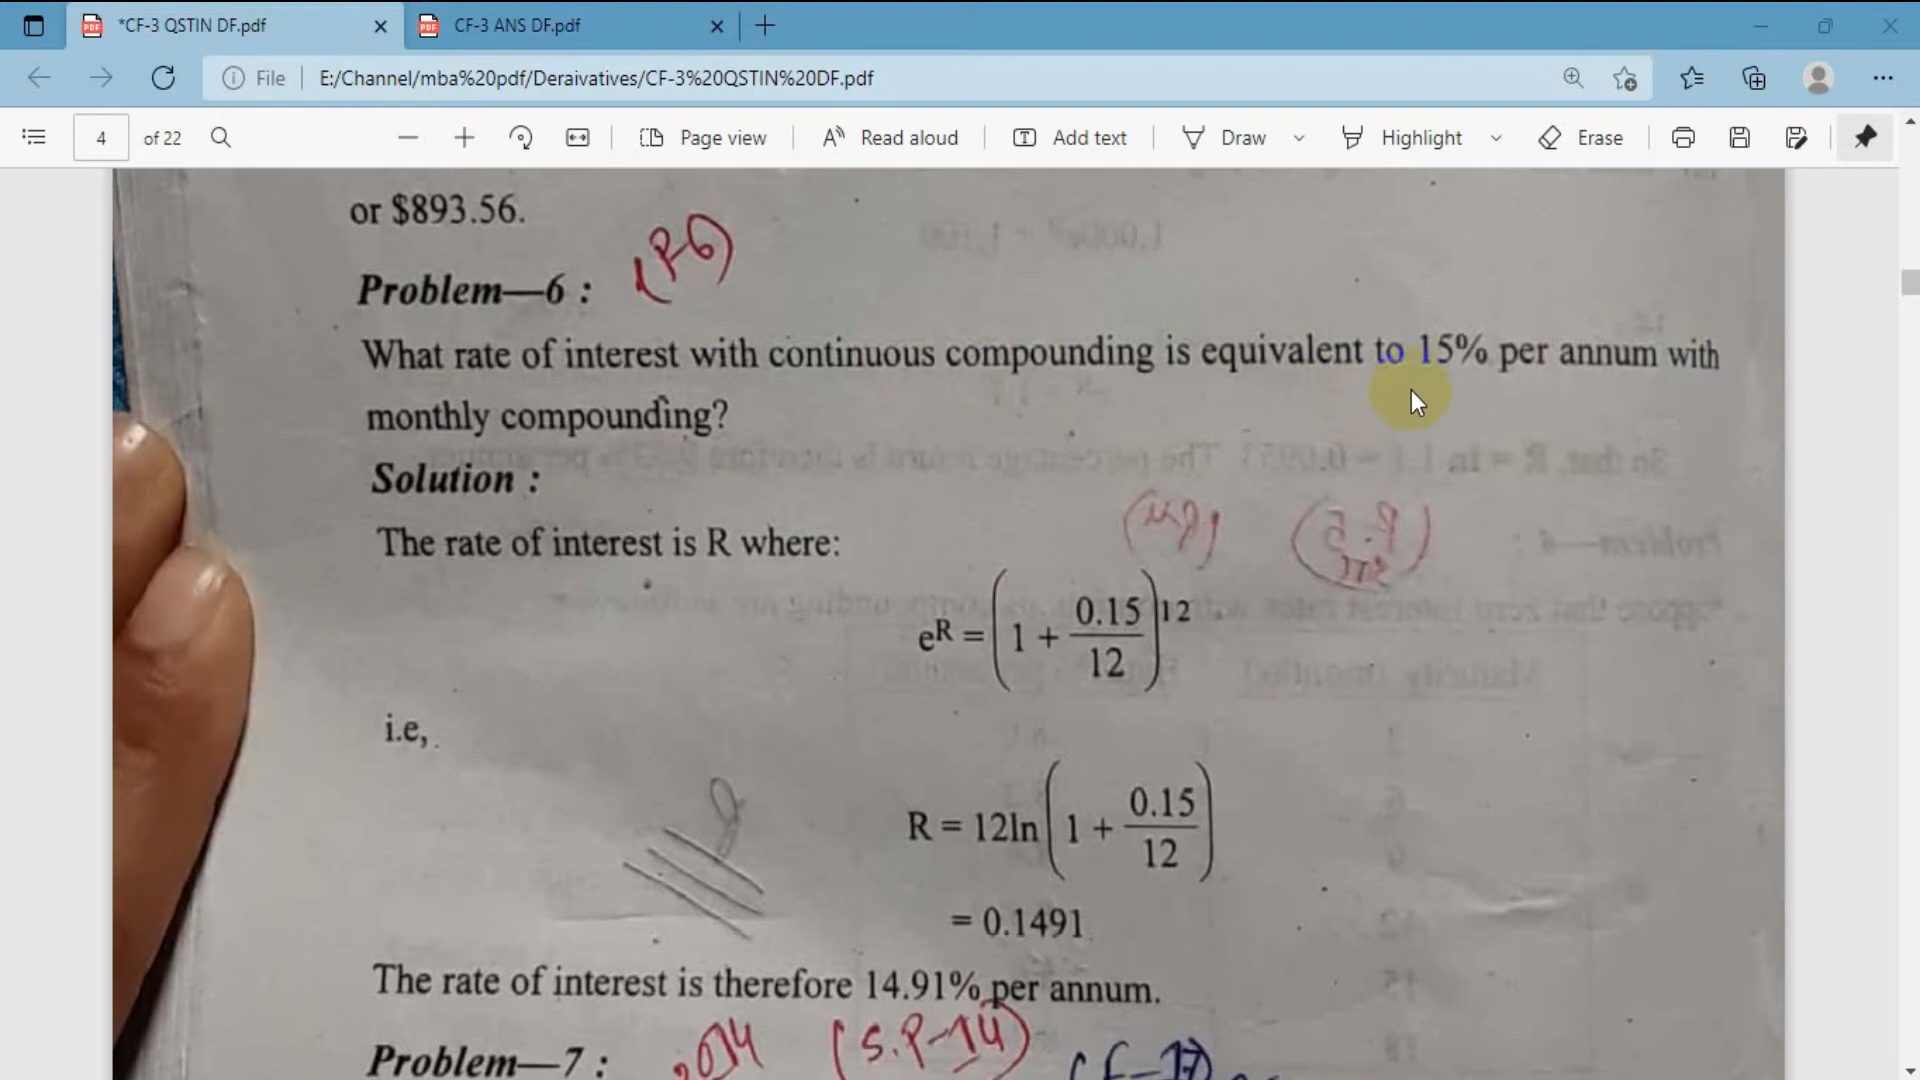 *CF-3 QSTIN DF.pdf
CF-3 ANS DF.pdf
File
E:/Channel/mba%20pdf/Deraivatives/CF-3%20QSTIN%20DF.pdf
4 of 22
Page view
Read aloud
Add text
Draw
Highlight
Erase
or $893.56.
Problem—6 : (P-6)
What rate of interest with continuous compounding is equivalent to 15% per annum with
monthly compounding?
Solution :
The rate of interest is R where:
e^R = (1 + 0.15/12)^12
i.e,
R = 12ln(1 + 0.15/12)
= 0.1491
The rate of interest is therefore 14.91% per annum.
Problem—7 : (S.P-14)